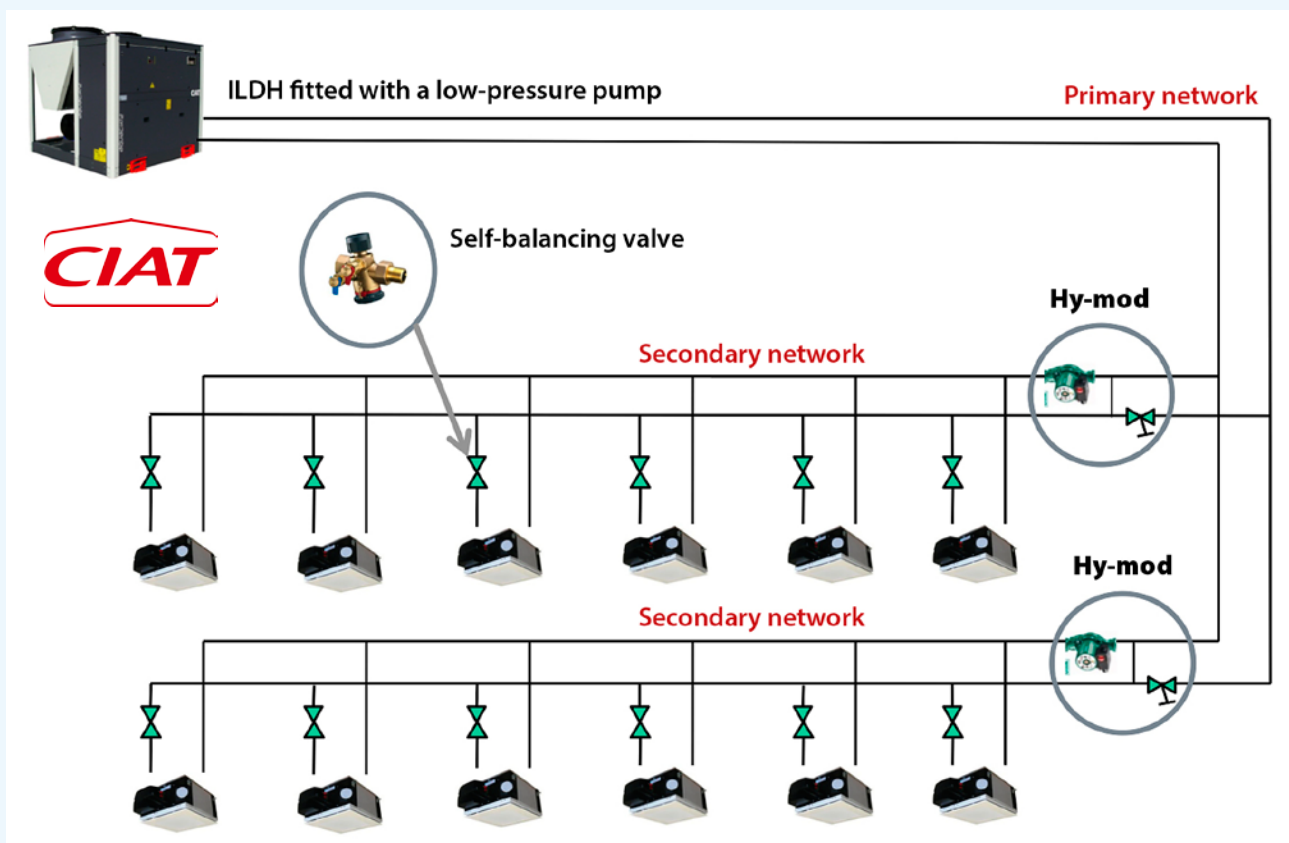 ILDH fitted with a low-pressure pump
Primary network
CIAT
Self-balancing valve
Hy-mod
Secondary network
Hy-mod
Secondary network